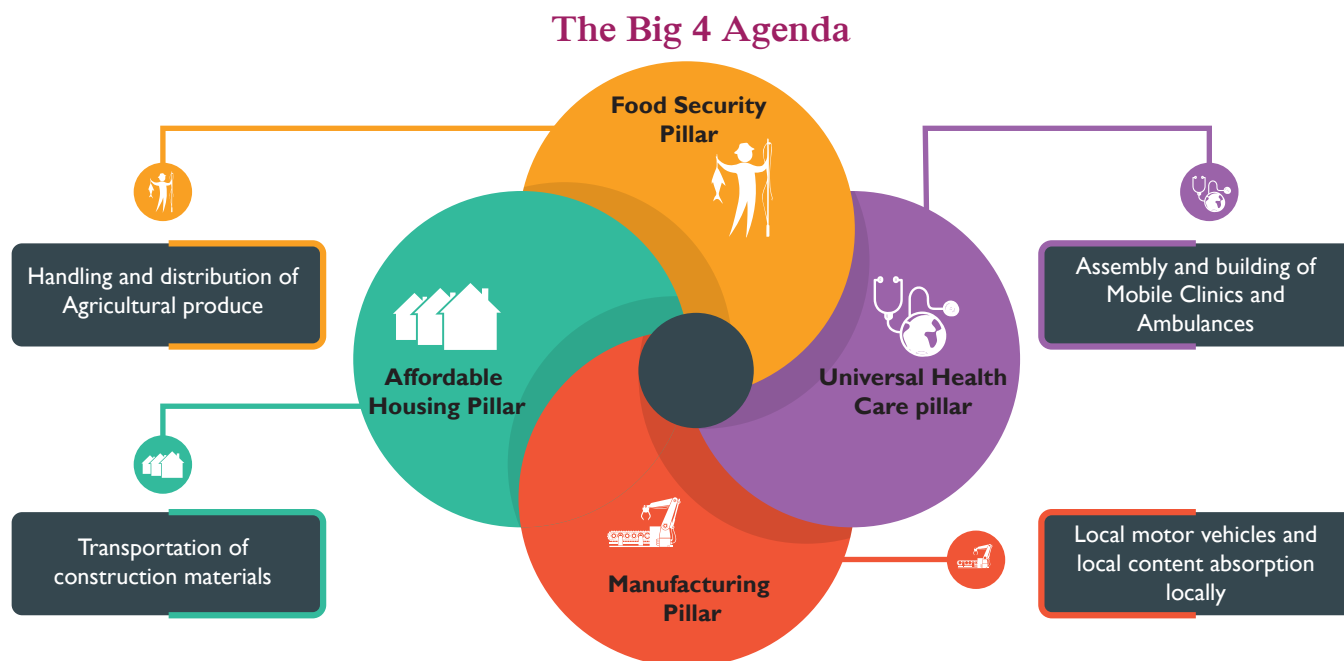 The Big 4 Agenda
Food Security
Pillar
Handling and distribution of
Agricultural produce
Assembly and building of
Mobile Clinics and
Ambulances
Affordable
Housing Pillar
Universal Health
Care pillar
Transportation of
construction materials
Manufacturing
Pillar
Local motor vehicles and
local content absorption
locally